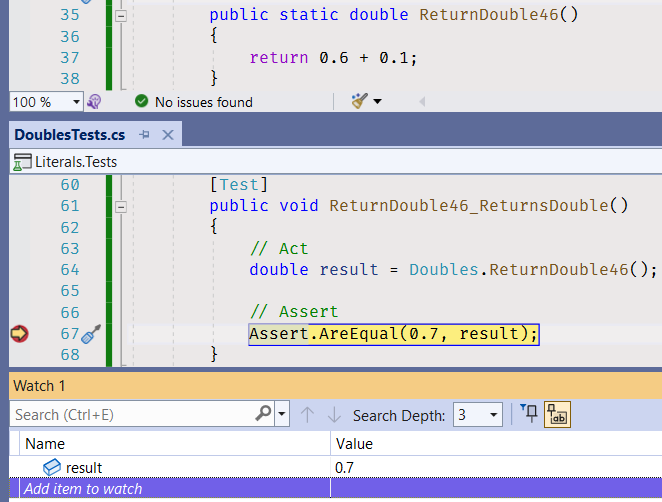 35 public static double ReturnDouble46()
36 {
37 return 0.6 + 0.1;
38 }
100 % No issues found
DoublesTests.cs
Literals.Tests
60 [Test]
61 public void ReturnDouble46_ReturnsDouble()
62 {
63 // Act
64 double result = Doubles.ReturnDouble46();
65
66 // Assert
67 Assert.AreEqual(0.7, result);
68 }
Watch 1
Search (Ctrl+E) Search Depth: 3 ab
Name Value
result 0.7
Add item to watch